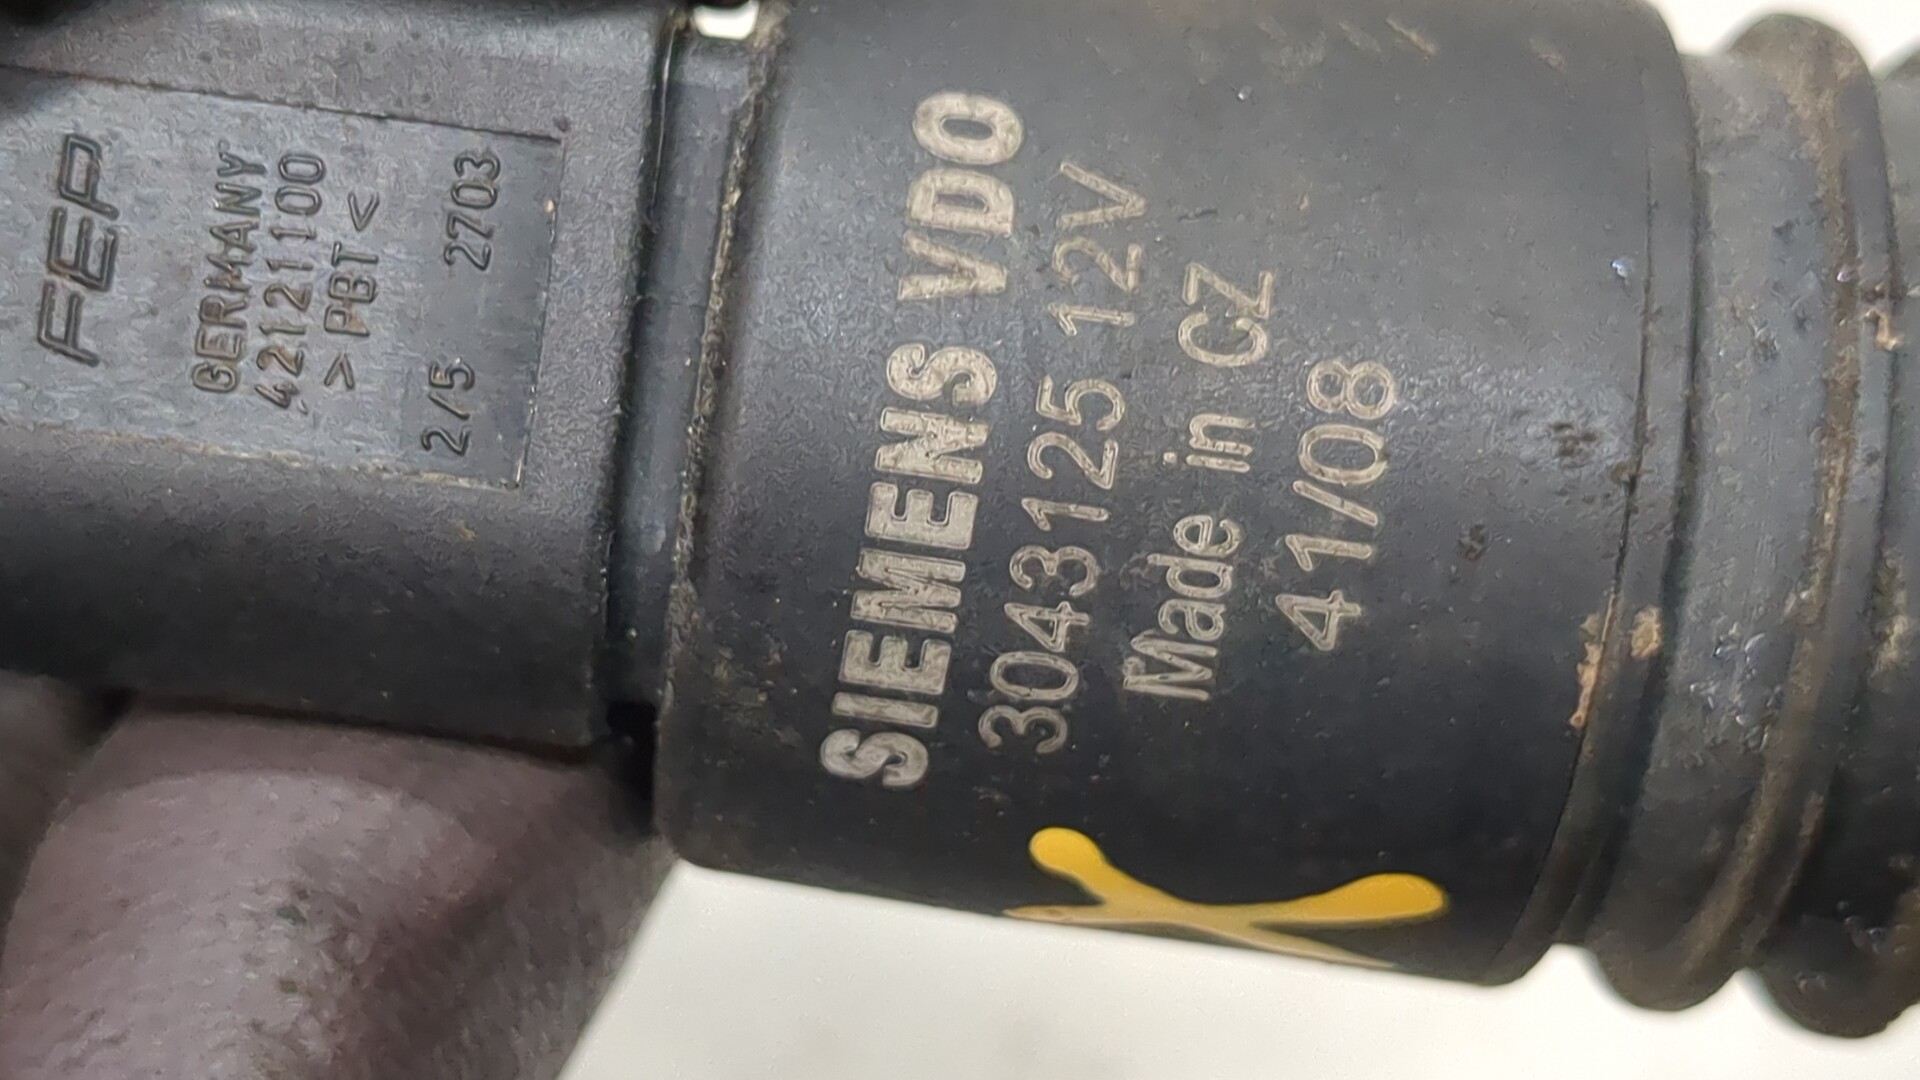 FEP
GERMANY
42121100
>PBT<
2/5 2703
SIEMENS VDO
3043125 12V
Made in CZ
41/08